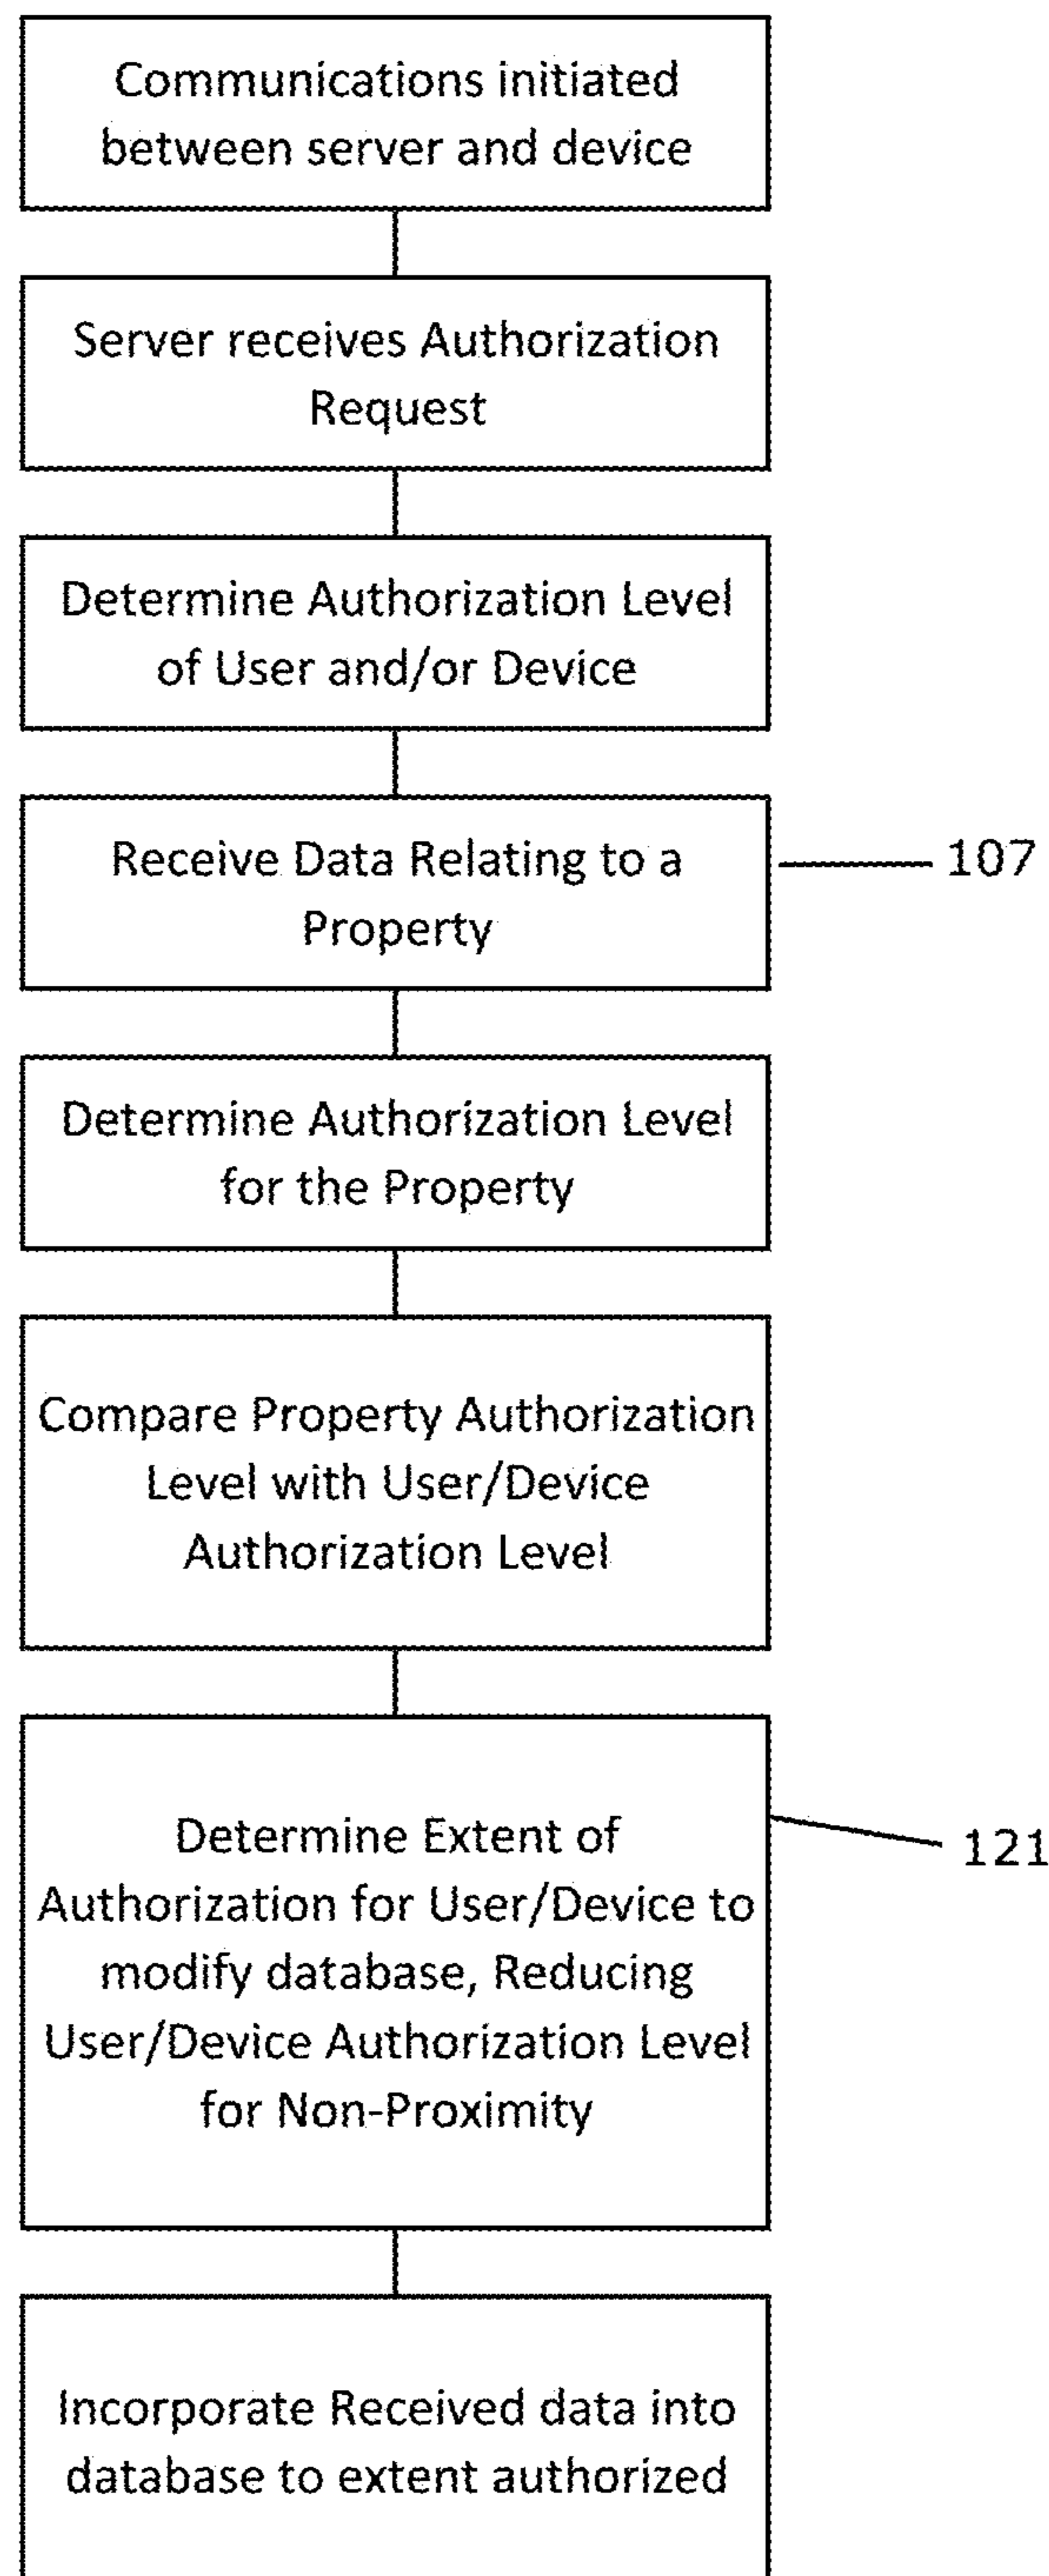 Communications initiated
between server and device
Server receives Authorization
Request
Determine Authorization Level
of User and/or Device
Receive Data Relating to a
Property
107
Determine Authorization Level
for the Property
Compare Property Authorization
Level with User/Device
Authorization Level
Determine Extent of
Authorization for User/Device to
modify database, Reducing
User/Device Authorization Level
for Non-Proximity
121
Incorporate Received data into
database to extent authorized